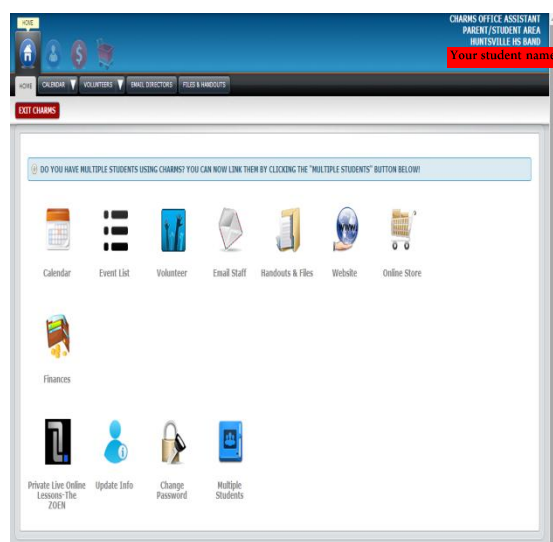 HOME
CHARMS OFFICE ASSISTANT
PARENT/STUDENT AREA
HUNTSVILLE HS BAND
Your student name
HOME CALENDAR VOLUNTEERS EMAIL DIRECTORS FILES & HANDOUTS
EXIT CHARMS
DO YOU HAVE MULTIPLE STUDENTS USING CHARMS? YOU CAN NOW LINK THEM BY CLICKING THE "MULTIPLE STUDENTS" BUTTON BELOW!
WWW
Calendar Event List Volunteer Email Staff Handouts & Files Website Online Store
Finances
Private Live Online Lessons-The ZOEN
Update Info
Change Password
Multiple Students